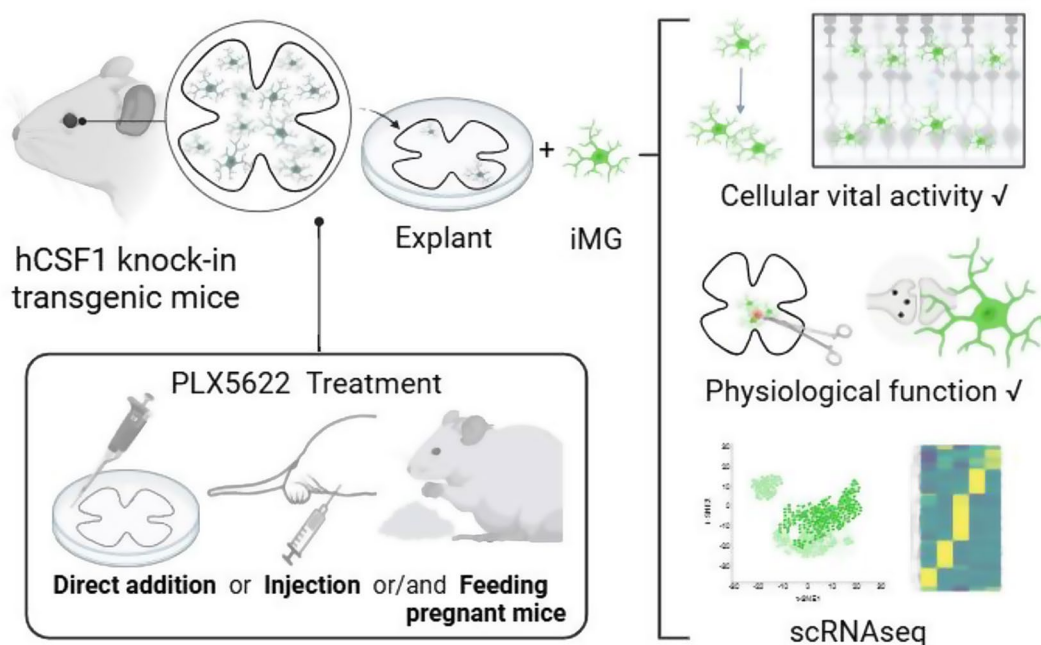 hCSF1 knock-in
transgenic mice
Explant
+
iMG
PLX5622 Treatment
Direct addition or Injection or/and Feeding
pregnant mice
Cellular vital activity √
Physiological function √
scRNAseq